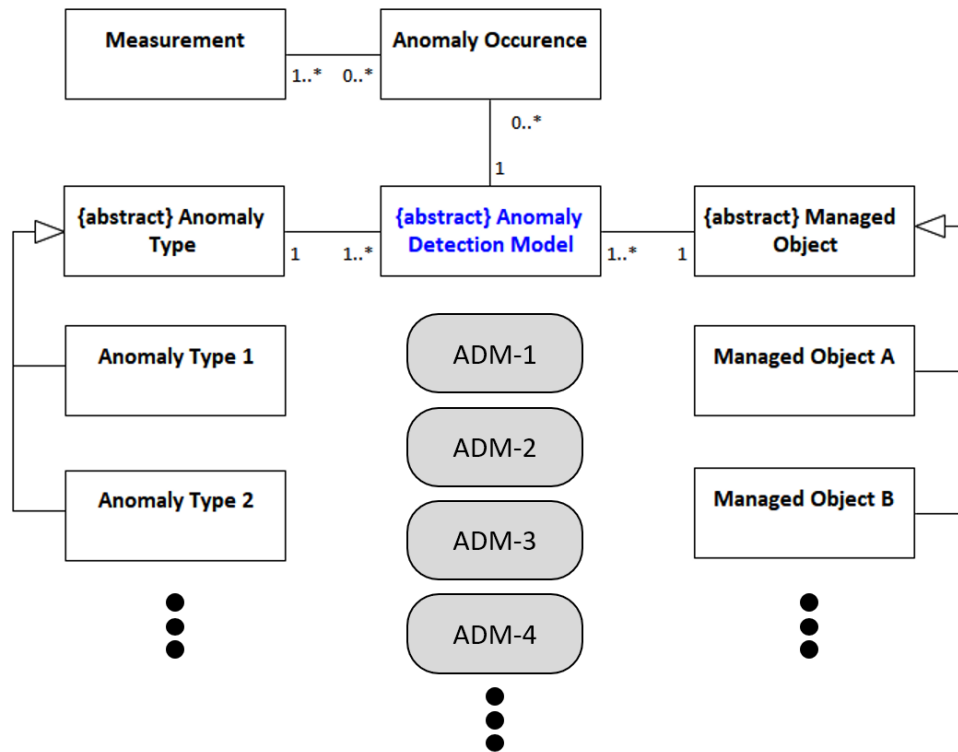 Measurement
Anomaly Occurence
1..*
0..*
0..*
1
{abstract} Anomaly
Type
{abstract} Anomaly
Detection Model
{abstract} Managed
Object
1
1..*
1..*
1
Anomaly Type 1
ADM-1
Managed Object A
ADM-2
Anomaly Type 2
Managed Object B
ADM-3
ADM-4